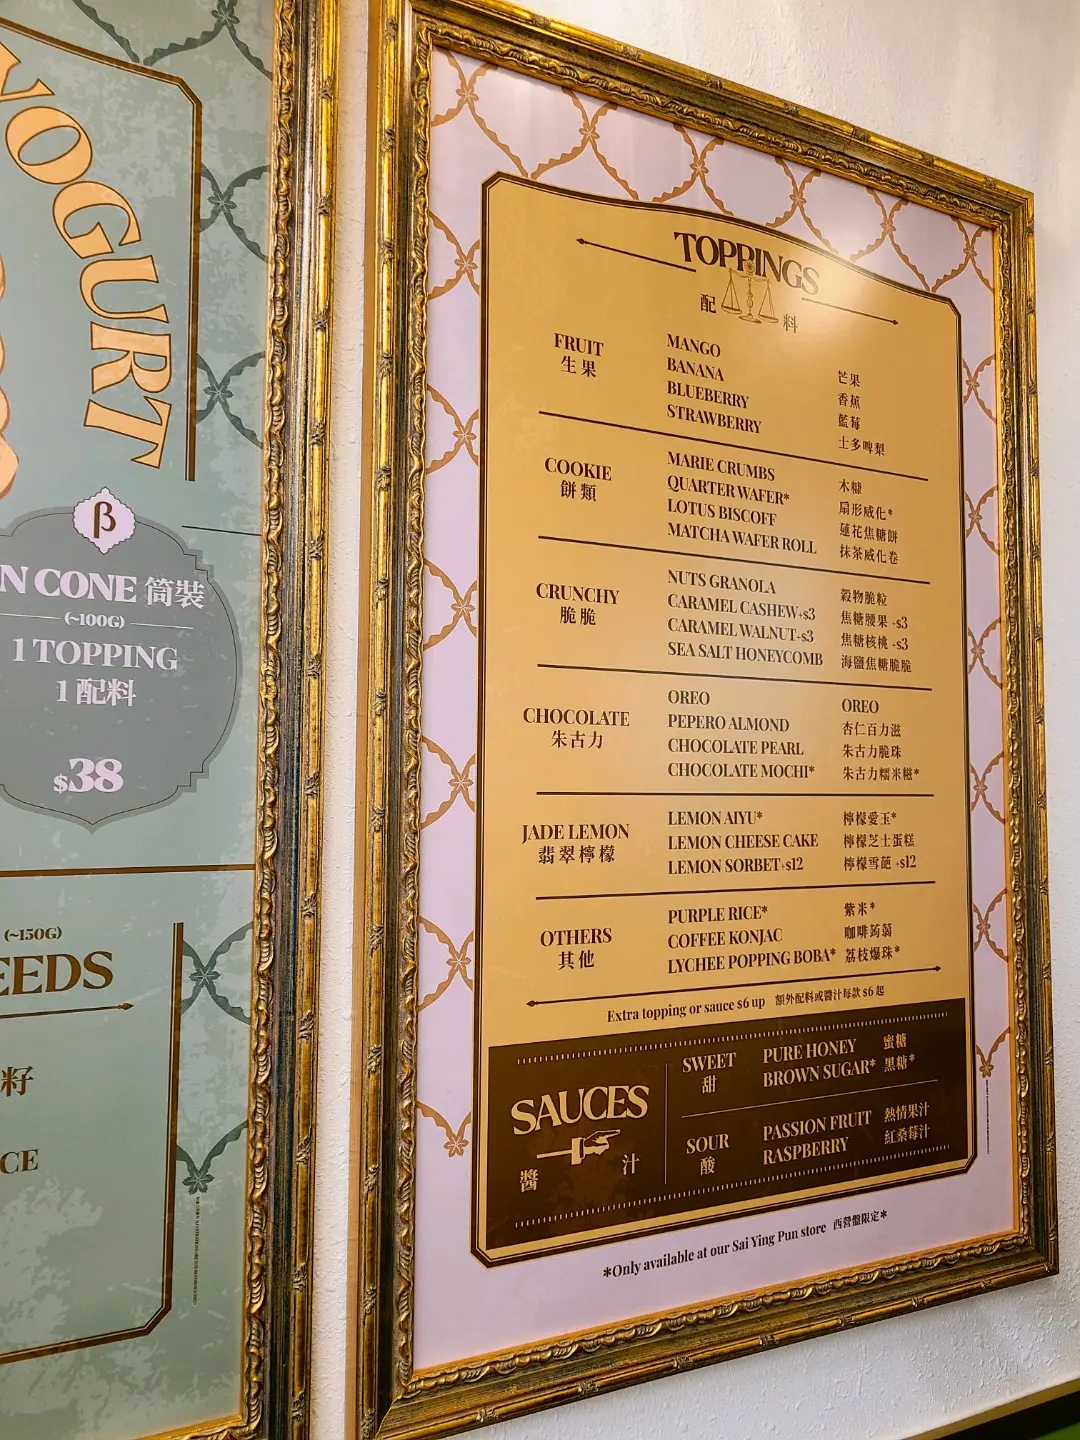 YOGURT
β
N CONE 筒裝
(~100G)
1 TOPPING
1 配料
$38
(~150G)
EEDS
籽
CE
TOPPINGS
配 料
FRUIT
生果
MANGO 芒果
BANANA 香蕉
BLUEBERRY 藍莓
STRAWBERRY 士多啤梨
COOKIE
餅類
MARIE CRUMBS 木糠
QUARTER WAFER* 扇形威化*
LOTUS BISCOFF 蓮花焦糖餅
MATCHA WAFER ROLL 抹茶威化卷
CRUNCHY
脆脆
NUTS GRANOLA 穀物脆粒
CARAMEL CASHEW+$3 焦糖腰果+$3
CARAMEL WALNUT+$3 焦糖核桃+$3
SEA SALT HONEYCOMB 海鹽焦糖脆脆
CHOCOLATE
朱古力
OREO OREO
PEPERO ALMOND 杏仁百力滋
CHOCOLATE PEARL 朱古力脆珠
CHOCOLATE MOCHI* 朱古力糯米糍*
JADE LEMON
翡翠檸檬
LEMON AIYU* 檸檬愛玉*
LEMON CHEESE CAKE 檸檬芝士蛋糕
LEMON SORBET+$12 檸檬雪葩+$12
OTHERS
其他
PURPLE RICE* 紫米*
COFFEE KONJAC 咖啡蒟蒻
LYCHEE POPPING BOBA* 荔枝爆珠*
Extra topping or sauce $6 up 額外配料或醬汁每款 $6 起
SAUCES
醬 汁
SWEET
甜
PURE HONEY 蜜糖
BROWN SUGAR* 黑糖*
SOUR
酸
PASSION FRUIT 熱情果汁
RASPBERRY 紅桑莓汁
*Only available at our Sai Ying Pun store 西營盤限定*